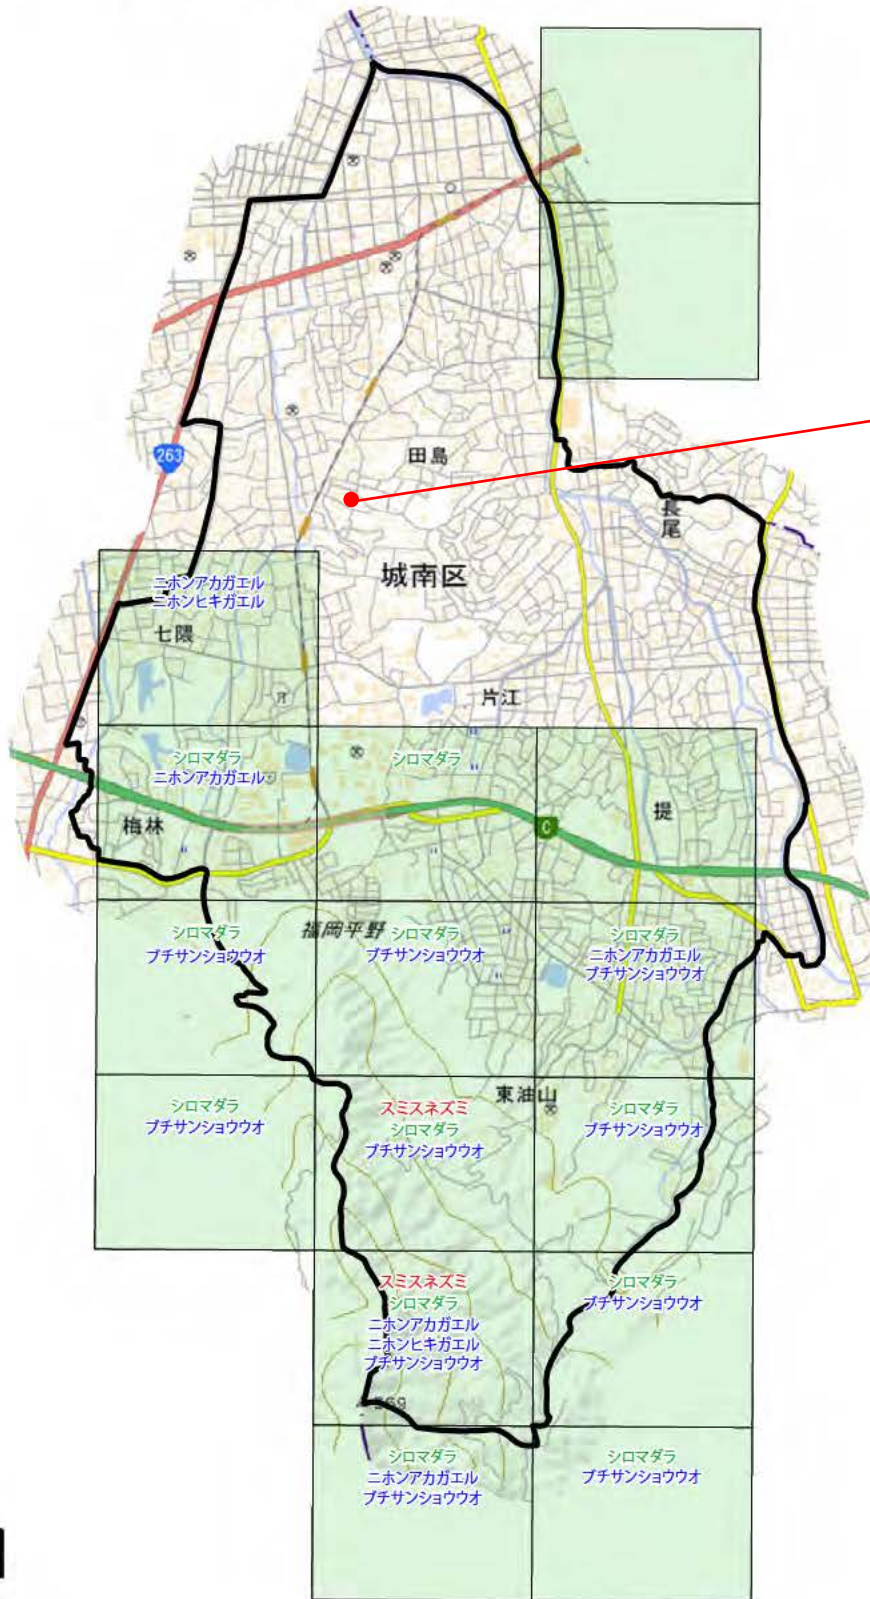 田島
263
長尾
城南区
ニホンアカガエル
ニホンヒキガエル
七隈
片江
シロマダラ
ニホンアカガエル
シロマダラ
梅林
C
堤
シロマダラ
ブチサンショウウオ
福岡平野
シロマダラ
ブチサンショウウオ
シロマダラ
ニホンアカガエル
ブチサンショウウオ
シロマダラ
ブチサンショウウオ
スミスネズミ
シロマダラ
ブチサンショウウオ
東油山
シロマダラ
ブチサンショウウオ
スミスネズミ
シロマダラ
ニホンアカガエル
ニホンヒキガエル
ブチサンショウウオ
シロマダラ
ブチサンショウウオ
シロマダラ
ニホンアカガエル
ブチサンショウウオ
シロマダラ
ブチサンショウウオ